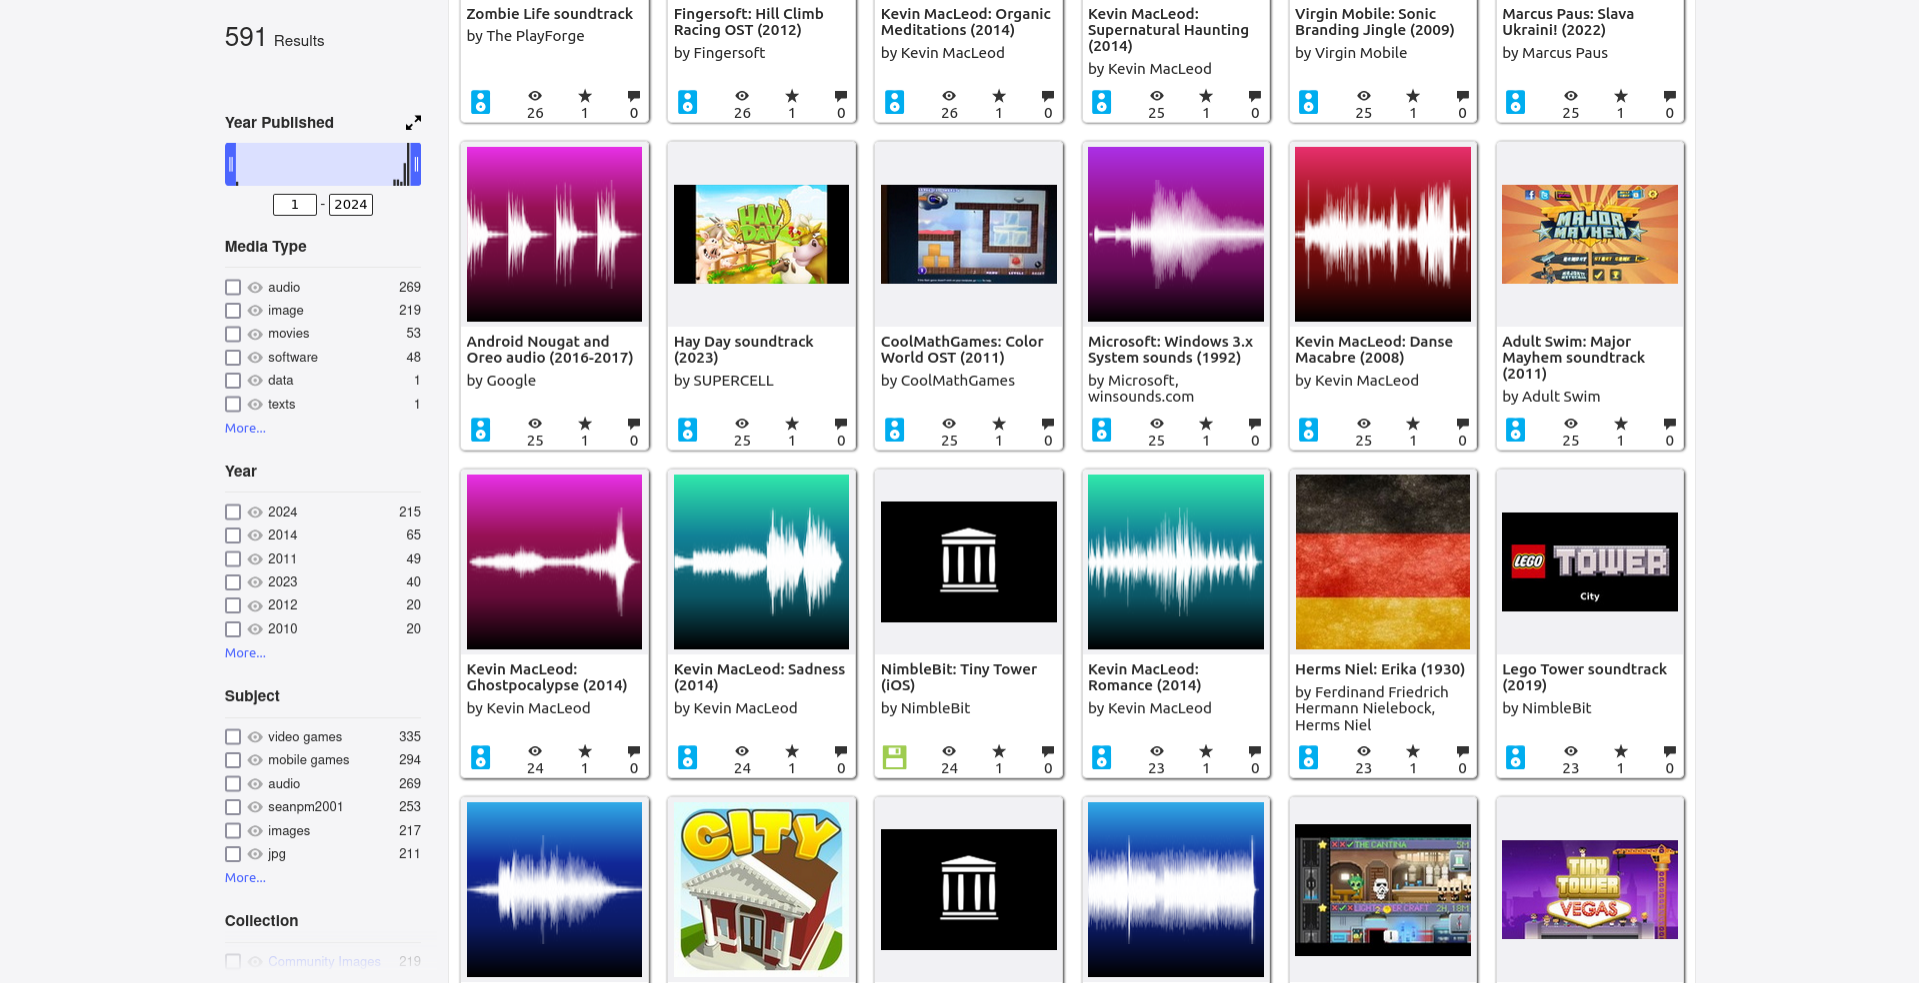 591 Results
Year Published
1 - 2024
Media Type
audio 269
image 219
movies 53
software 48
data 1
texts 1
More...
Year
2024 215
2014 65
2011 49
2023 40
2012 20
2010 20
More...
Subject
video games 335
mobile games 294
audio 269
seanpm2001 253
images 217
jpg 211
More...
Collection
Community Images 219
Zombie Life soundtrack
by The PlayForge
26 1 0
Fingersoft: Hill Climb
Racing OST (2012)
by Fingersoft
26 1 0
Kevin MacLeod: Organic
Meditations (2014)
by Kevin MacLeod
26 1 0
Kevin MacLeod:
Supernatural Haunting
(2014)
by Kevin MacLeod
25 1 0
Virgin Mobile: Sonic
Branding Jingle (2009)
by Virgin Mobile
25 1 0
Marcus Paus: Slava
Ukraini! (2022)
by Marcus Paus
25 1 0
Android Nougat and
Oreo audio (2016-2017)
by Google
25 1 0
HAY
DAY
Hay Day soundtrack
(2023)
by SUPERCELL
25 1 0
CoolMathGames: Color
World OST (2011)
by CoolMathGames
25 1 0
Microsoft: Windows 3.x
System sounds (1992)
by Microsoft,
winsounds.com
25 1 0
Kevin MacLeod: Danse
Macabre (2008)
by Kevin MacLeod
25 1 0
MAJOR
MAYHEM
Adult Swim: Major
Mayhem soundtrack
(2011)
by Adult Swim
25 1 0
Kevin MacLeod:
Ghostpocalypse (2014)
by Kevin MacLeod
24 1 0
Kevin MacLeod: Sadness
(2014)
by Kevin MacLeod
24 1 0
NimbleBit: Tiny Tower
(iOS)
by NimbleBit
24 1 0
Kevin MacLeod:
Romance (2014)
by Kevin MacLeod
23 1 0
Herms Niel: Erika (1930)
by Ferdinand Friedrich
Hermann Nielebock,
Herms Niel
23 1 0
LEGO TOWER
City
Lego Tower soundtrack
(2019)
by NimbleBit
23 1 0
CITY
THE CANTINA 5M
2H, 18M
TINY
TOWER
VEGAS